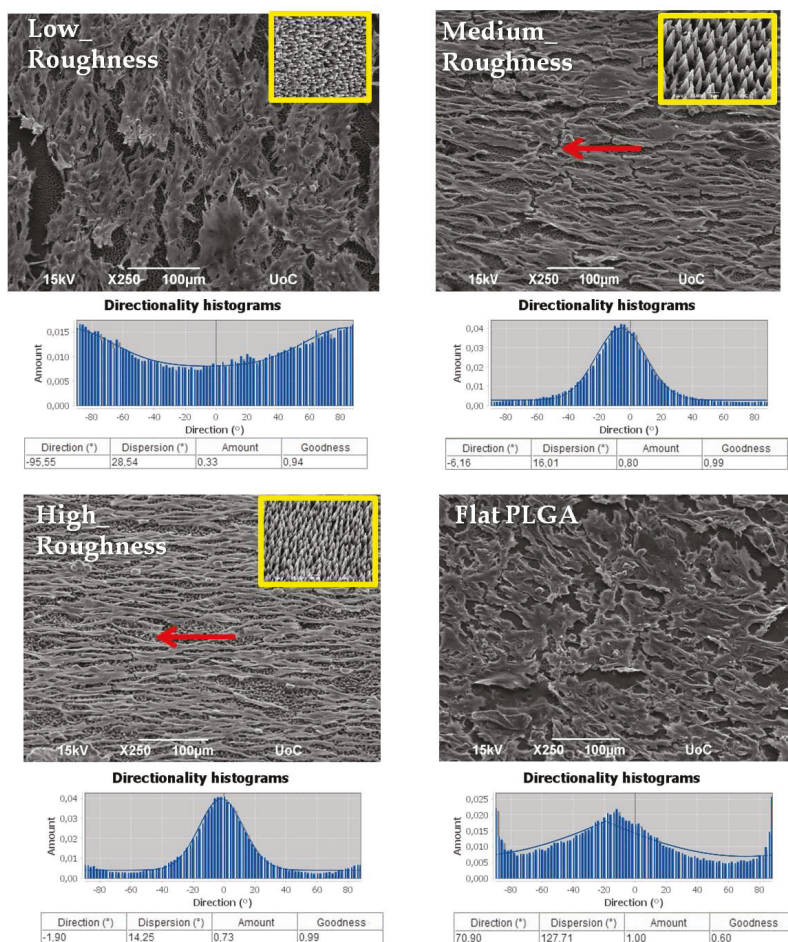 Low_
Roughness
15kV X250 100µm UoC
Directionality histograms
Amount
0,015
0,010
0,005
0,000
-80 -60 -40 -20 0 20 40 60 80
Direction (°)
Direction (°) Dispersion (°) Amount Goodness
-95,55 28,54 0,33 0,94
Medium_
Roughness
15kV X250 100µm UoC
Directionality histograms
Amount
0,04
0,03
0,02
0,01
0,00
-80 -60 -40 -20 0 20 40 60 80
Direction (°)
Direction (°) Dispersion (°) Amount Goodness
-6,16 16,01 0,80 0,99
High_
Roughness
15kV X250 100µm UoC
Directionality histograms
Amount
0,04
0,03
0,02
0,01
0,00
-80 -60 -40 -20 0 20 40 60 80
Direction (°)
Direction (°) Dispersion (°) Amount Goodness
-1,90 14,25 0,73 0,99
Flat PLGA
15kV X250 100µm UoC
Directionality histograms
Amount
0,025
0,020
0,015
0,010
0,005
0,000
-80 -60 -40 -20 0 20 40 60 80
Direction (°)
Direction (°) Dispersion (°) Amount Goodness
70,90 127,71 1,00 0,60